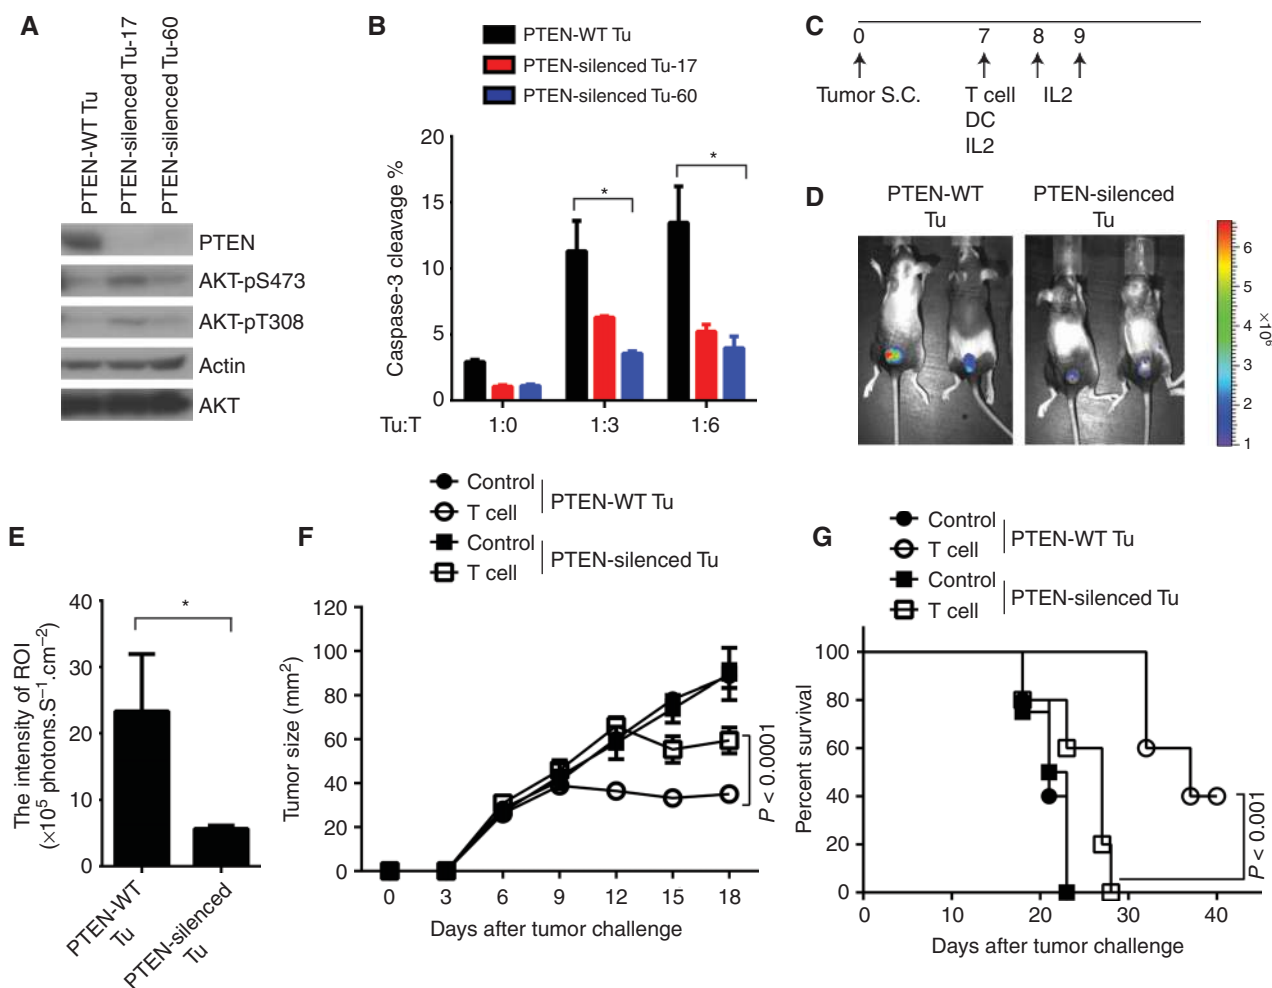 A
PTEN-WT Tu
PTEN-silenced Tu-17
PTEN-silenced Tu-60
PTEN
AKT-pS473
AKT-pT308
Actin
AKT
B
PTEN-WT Tu
PTEN-silenced Tu-17
PTEN-silenced Tu-60
Caspase-3 cleavage %
20
15
10
5
0
*
*
Tu:T
1:0
1:3
1:6
C
0
7
8
9
Tumor S.C.
T cell
DC
IL2
IL2
D
PTEN-WT
Tu
PTEN-silenced
Tu
6
5
4
3
2
1
E
The intensity of ROI
(×10⁵ photons.S⁻¹.cm⁻²)
40
30
20
10
0
*
PTEN-WT
Tu
PTEN-silenced
Tu
F
Control
T cell
PTEN-WT Tu
Control
T cell
PTEN-silenced Tu
Tumor size (mm²)
120
100
80
60
40
20
0
0
3
6
9
12
15
18
Days after tumor challenge
P < 0.0001
G
Control
T cell
PTEN-WT Tu
Control
T cell
PTEN-silenced Tu
Percent survival
100
80
60
40
20
0
0
10
20
30
40
Days after tumor challenge
P < 0.001